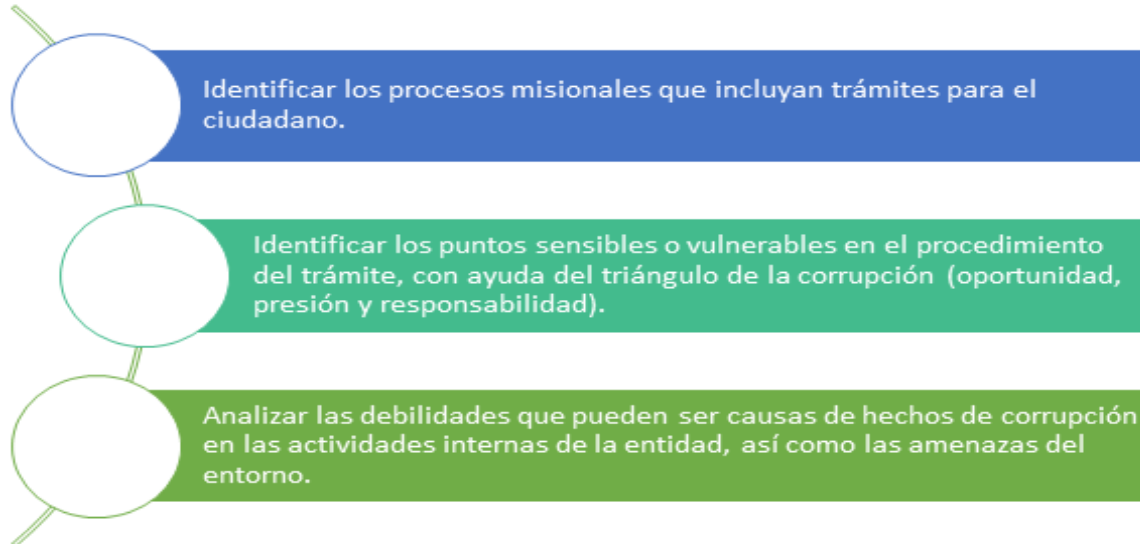 Identificar los procesos misionales que incluyan trámites para el
ciudadano.
Identificar los puntos sensibles o vulnerables en el procedimiento
del trámite, con ayuda del triángulo de la corrupción (oportunidad,
presión y responsabilidad).
Analizar las debilidades que pueden ser causas de hechos de corrupción
en las actividades internas de la entidad, así como las amenazas del
entorno.